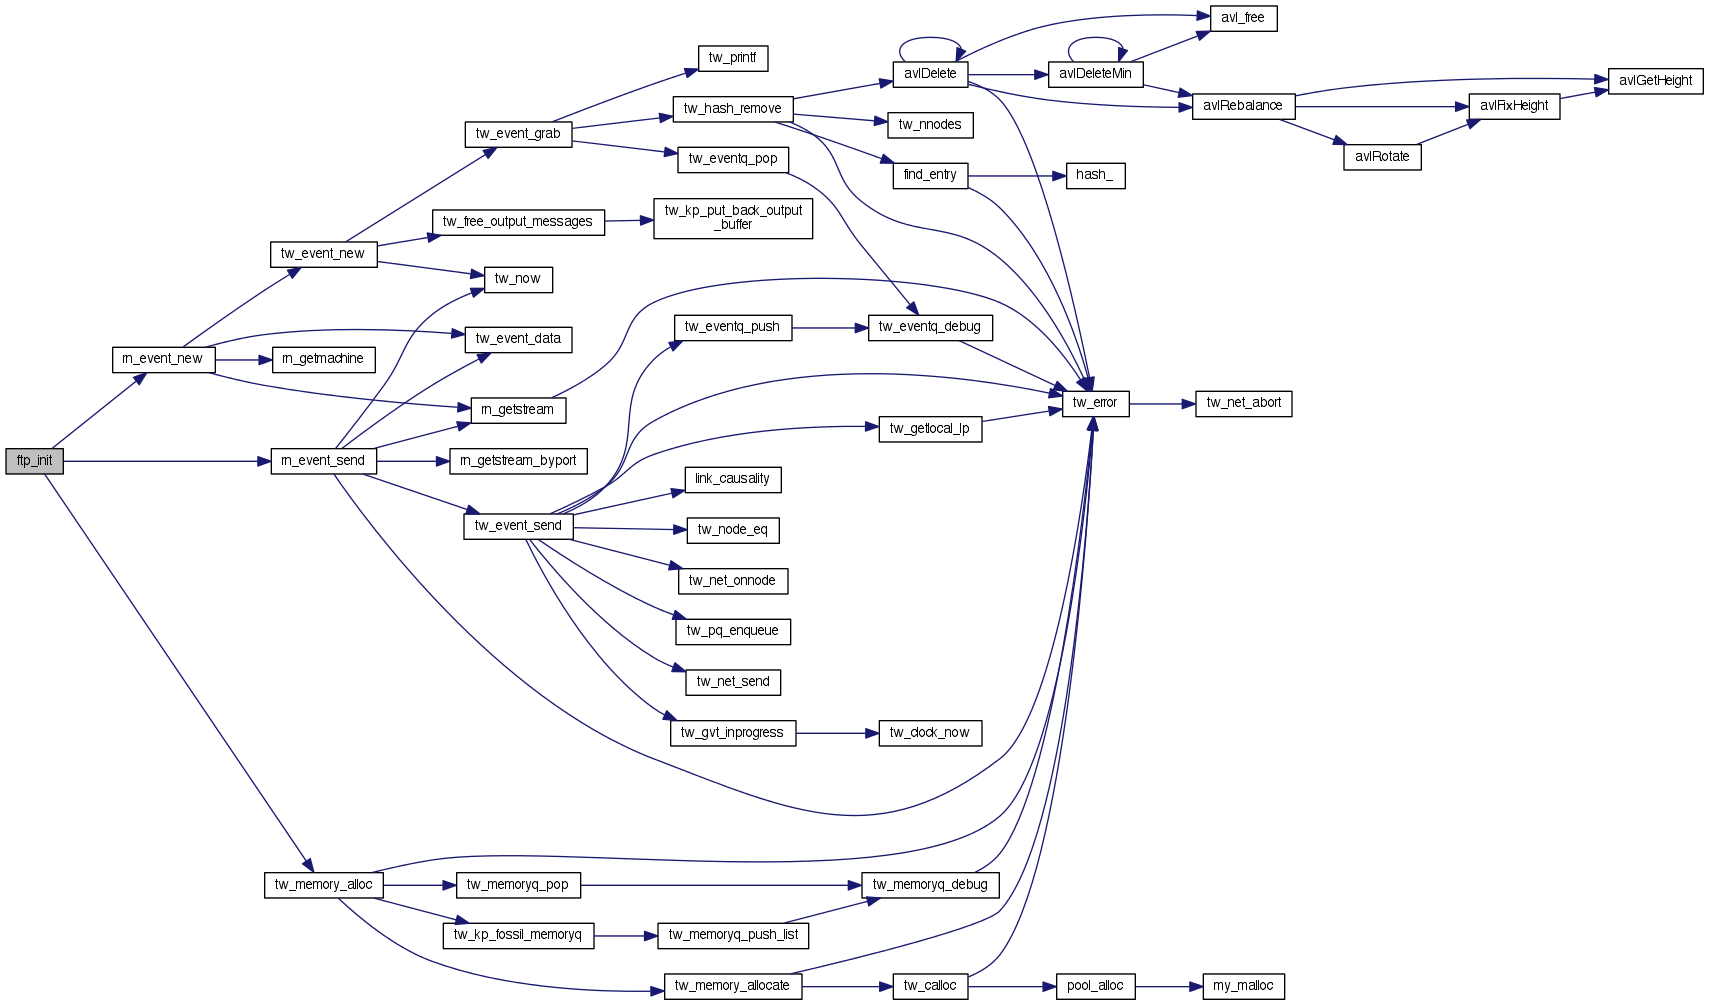 avl_free
tw_printf
avlDelete
avlDeleteMin
avlGetHeight
tw_hash_remove
avlRebalance
avlFixHeight
tw_event_grab
tw_nnodes
tw_eventq_pop
avlRotate
find_entry
hash_
tw_free_output_messages
tw_kp_put_back_output
_buffer
tw_event_new
tw_now
tw_eventq_push
tw_eventq_debug
tw_event_data
rn_event_new
rn_getmachine
rn_getstream
tw_error
tw_net_abort
tw_getlocal_lp
ftp_init
rn_event_send
rn_getstream_byport
link_causality
tw_event_send
tw_node_eq
tw_net_onnode
tw_pq_enqueue
tw_net_send
tw_gvt_inprogress
tw_clock_now
tw_memory_alloc
tw_memoryq_pop
tw_memoryq_debug
tw_kp_fossil_memoryq
tw_memoryq_push_list
tw_memory_allocate
tw_calloc
pool_alloc
my_malloc